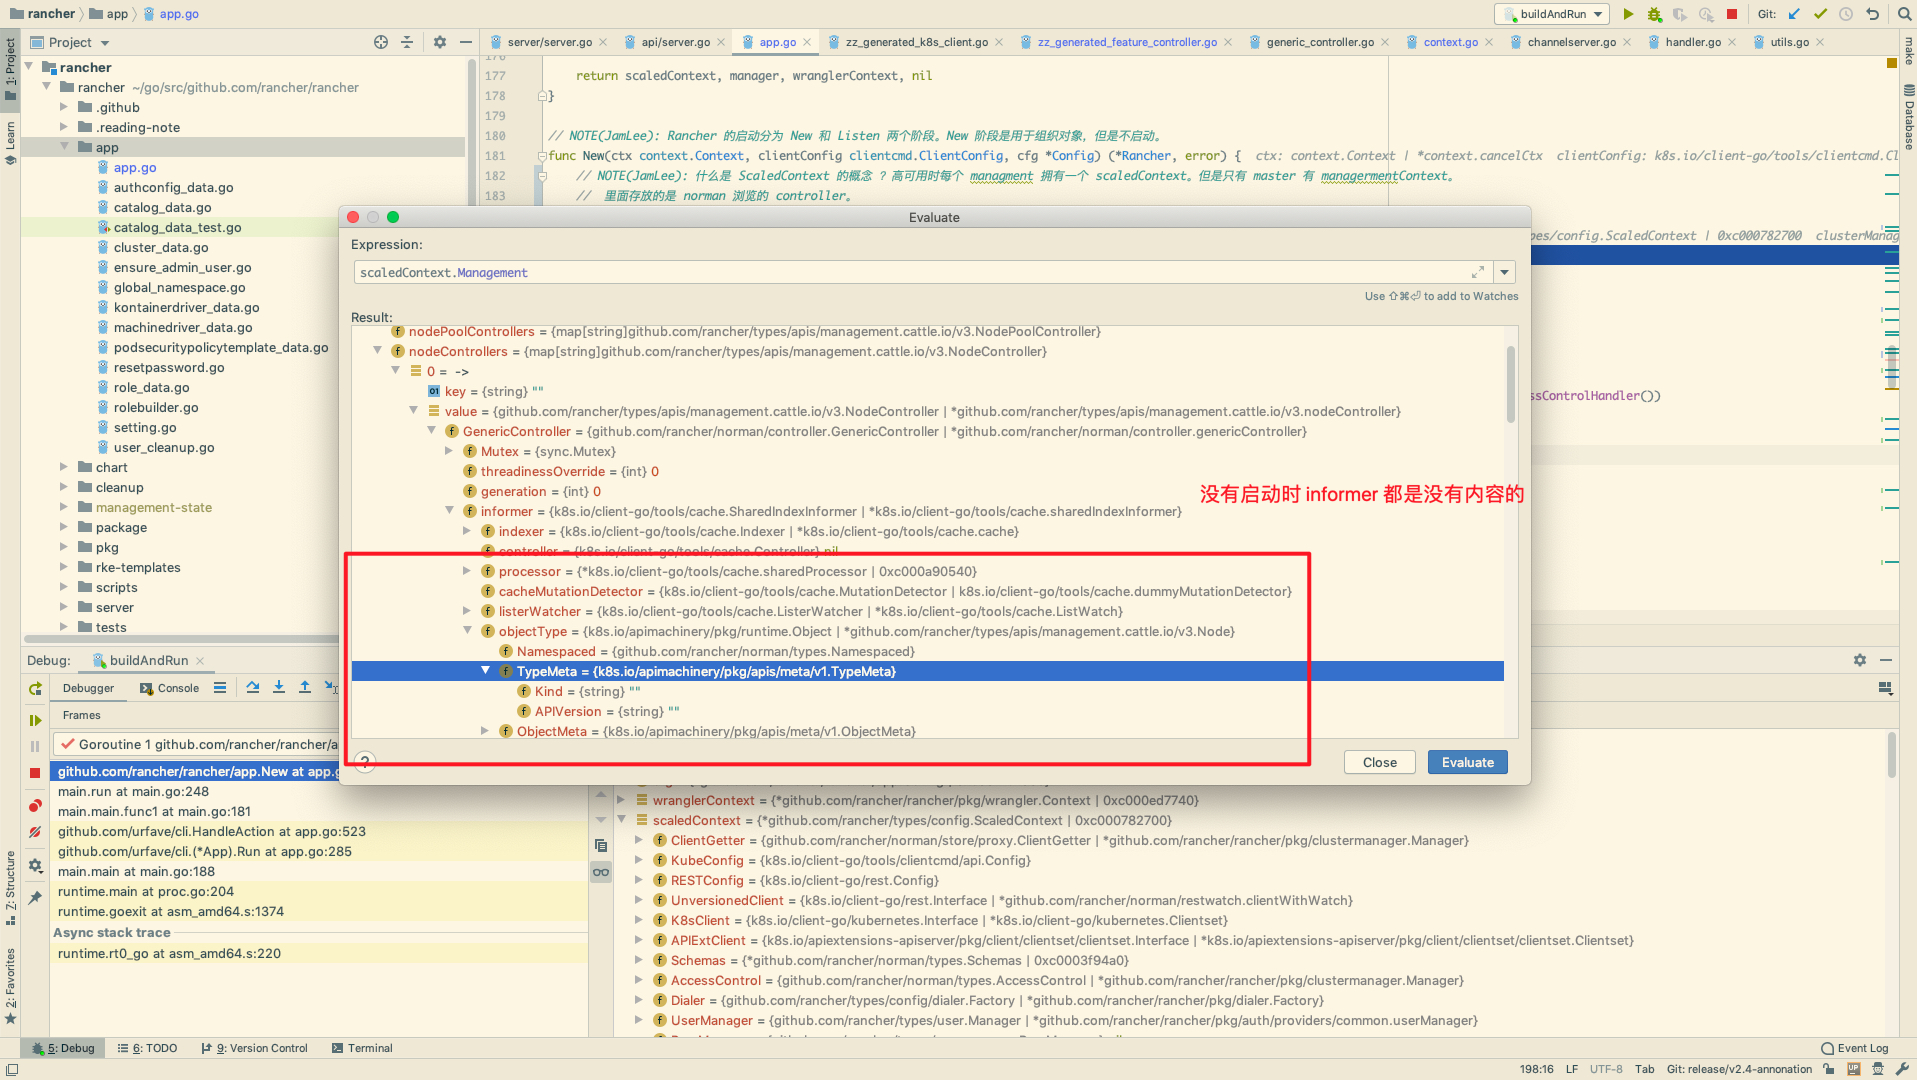 rancher
app
app.go
buildAndRun
Git:
Project
server/server.go
api/server.go
app.go
zz_generated_k8s_client.go
zz_generated_feature_controller.go
generic_controller.go
context.go
channelserver.go
handler.go
utils.go
1: Project
Learn
7: Structure
2: Favorites
make
Database
rancher
rancher ~/go/src/github.com/rancher/rancher
.github
.reading-note
app
app.go
authconfig_data.go
catalog_data.go
catalog_data_test.go
cluster_data.go
ensure_admin_user.go
global_namespace.go
kontainerdriver_data.go
machinedriver_data.go
podsecuritypolicytemplate_data.go
resetpassword.go
role_data.go
rolebuilder.go
setting.go
user_cleanup.go
chart
cleanup
management-state
package
pkg
rke-templates
scripts
server
tests
176
177 return scaledContext, manager, wranglerContext, nil
178 }
179
180 // NOTE(JamLee): Rancher 的启动分为 New 和 Listen 两个阶段。New 阶段是用于组织对象，但是不启动。
181 func New(ctx context.Context, clientConfig clientcmd.ClientConfig, cfg *Config) (*Rancher, error) { ctx: context.Context | *context.cancelCtx clientConfig: k8s.io/client-go/tools/clientcmd.Cl
182 // NOTE(JamLee): 什么是 ScaledContext 的概念 ？高可用时每个 managment 拥有一个 scaledContext。但是只有 master 有 managermentContext。
183 // 里面存放的是 norman 浏览的 controller。
pes/config.ScaledContext | 0xc000782700 clusterManag
ssControlHandler())
Evaluate
Expression:
scaledContext.Management
Use ⇧⌘⏎ to add to Watches
Result:
nodePoolControllers = {map[string]github.com/rancher/types/apis/management.cattle.io/v3.NodePoolController}
nodeControllers = {map[string]github.com/rancher/types/apis/management.cattle.io/v3.NodeController}
0 = ->
key = {string} ""
value = {github.com/rancher/types/apis/management.cattle.io/v3.NodeController | *github.com/rancher/types/apis/management.cattle.io/v3.nodeController}
GenericController = {github.com/rancher/norman/controller.GenericController | *github.com/rancher/norman/controller.genericController}
Mutex = {sync.Mutex}
threadinessOverride = {int} 0
generation = {int} 0
没有启动时 informer 都是没有内容的
informer = {k8s.io/client-go/tools/cache.SharedIndexInformer | *k8s.io/client-go/tools/cache.sharedIndexInformer}
indexer = {k8s.io/client-go/tools/cache.Indexer | *k8s.io/client-go/tools/cache.cache}
controller = {k8s.io/client-go/tools/cache.Controller} nil
processor = {*k8s.io/client-go/tools/cache.sharedProcessor | 0xc000a90540}
cacheMutationDetector = {k8s.io/client-go/tools/cache.MutationDetector | k8s.io/client-go/tools/cache.dummyMutationDetector}
listerWatcher = {k8s.io/client-go/tools/cache.ListerWatcher | *k8s.io/client-go/tools/cache.ListWatch}
objectType = {k8s.io/apimachinery/pkg/runtime.Object | *github.com/rancher/types/apis/management.cattle.io/v3.Node}
Namespaced = {github.com/rancher/norman/types.Namespaced}
TypeMeta = {k8s.io/apimachinery/pkg/apis/meta/v1.TypeMeta}
Kind = {string} ""
APIVersion = {string} ""
ObjectMeta = {k8s.io/apimachinery/pkg/apis/meta/v1.ObjectMeta}
?
Close
Evaluate
Debug:
buildAndRun
Debugger
Console
Frames
Goroutine 1 github.com/rancher/rancher/a
github.com/rancher/rancher/app.New at app.g
main.run at main.go:248
main.main.func1 at main.go:181
github.com/urfave/cli.HandleAction at app.go:523
github.com/urfave/cli.(*App).Run at app.go:285
main.main at main.go:188
runtime.main at proc.go:204
runtime.goexit at asm_amd64.s:1374
Async stack trace
runtime.rt0_go at asm_amd64.s:220
wranglerContext = {*github.com/rancher/rancher/pkg/wrangler.Context | 0xc000ed7740}
scaledContext = {*github.com/rancher/types/config.ScaledContext | 0xc000782700}
ClientGetter = {github.com/rancher/norman/store/proxy.ClientGetter | *github.com/rancher/rancher/pkg/clustermanager.Manager}
KubeConfig = {k8s.io/client-go/tools/clientcmd/api.Config}
RESTConfig = {k8s.io/client-go/rest.Config}
UnversionedClient = {k8s.io/client-go/rest.Interface | *github.com/rancher/norman/restwatch.clientWithWatch}
K8sClient = {k8s.io/client-go/kubernetes.Interface | *k8s.io/client-go/kubernetes.Clientset}
APIExtClient = {k8s.io/apiextensions-apiserver/pkg/client/clientset/clientset.Interface | *k8s.io/apiextensions-apiserver/pkg/client/clientset/clientset.Clientset}
Schemas = {*github.com/rancher/norman/types.Schemas | 0xc0003f94a0}
AccessControl = {github.com/rancher/norman/types.AccessControl | *github.com/rancher/rancher/pkg/clustermanager.Manager}
Dialer = {github.com/rancher/types/config/dialer.Factory | *github.com/rancher/rancher/pkg/dialer.Factory}
UserManager = {github.com/rancher/types/user.Manager | *github.com/rancher/rancher/pkg/auth/providers/common.userManager}
5: Debug
6: TODO
9: Version Control
Terminal
Event Log
198:16 LF UTF-8 Tab Git: release/v2.4-annonation